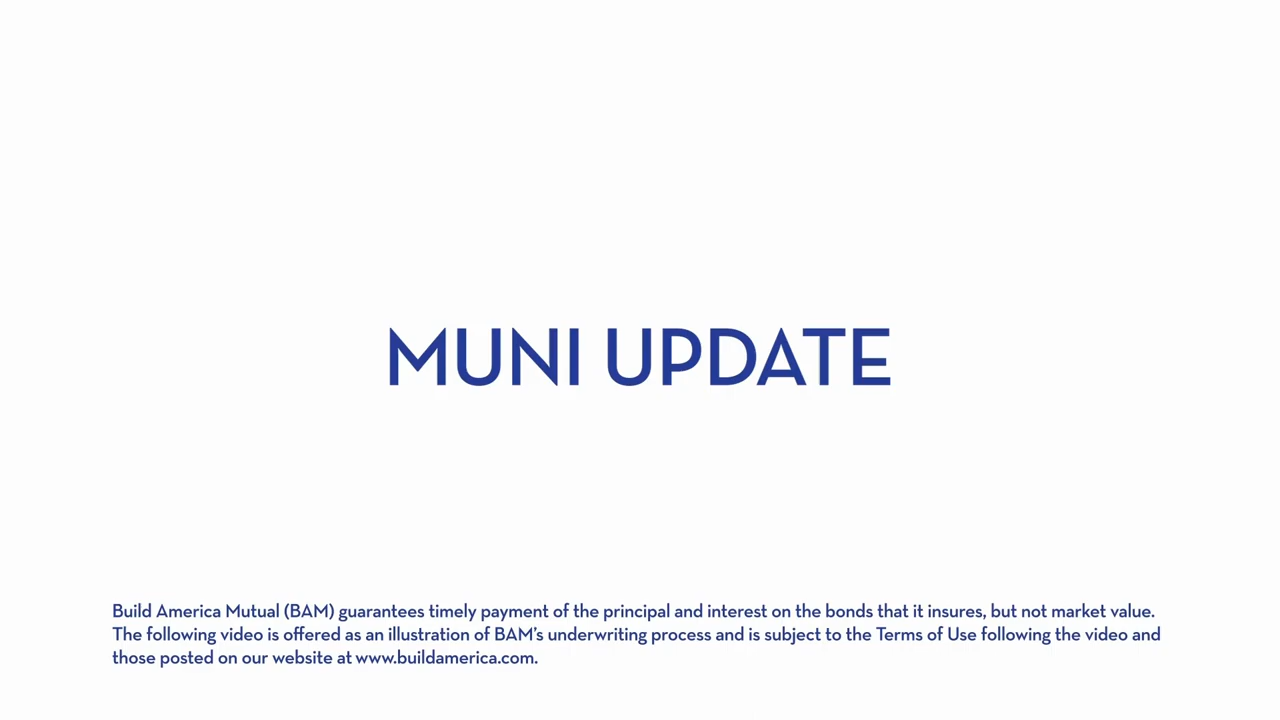 MUNI UPDATE
Build America Mutual (BAM) guarantees timely payment of the principal and interest on the bonds that it insures, but not market value.
The following video is offered as an illustration of BAM’s underwriting process and is subject to the Terms of Use following the video and
those posted on our website at www.buildamerica.com.